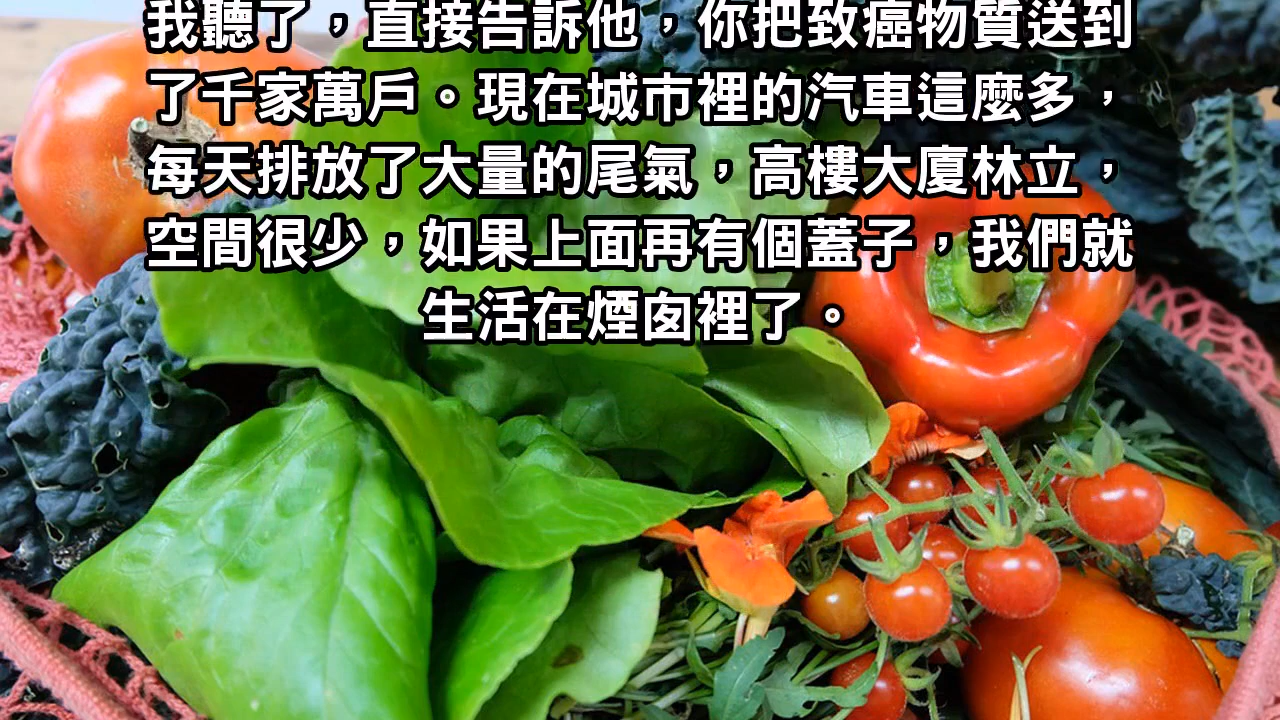 我聽了，直接告訴他，你把致癌物質送到
了千家萬戶。現在城市裡的汽車這麼多，
每天排放了大量的尾氣，高樓大廈林立，
空間很少，如果上面再有個蓋子，我們就
生活在煙囪裡了。